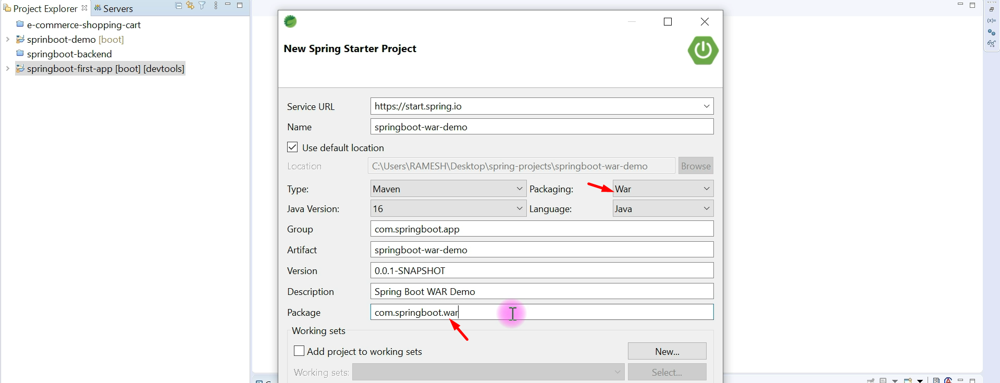 Project Explorer
Servers
e-commerce-shopping-cart
sprinboot-demo [boot]
springboot-backend
springboot-first-app [boot] [devtools]
New Spring Starter Project
Service URL https://start.spring.io
Name springboot-war-demo
Use default location
Location C:\Users\RAMESH\Desktop\spring-projects\springboot-war-demo Browse
Type: Maven Packaging: War
Java Version: 16 Language: Java
Group com.springboot.app
Artifact springboot-war-demo
Version 0.0.1-SNAPSHOT
Description Spring Boot WAR Demo
Package com.springboot.war
Working sets
Add project to working sets New...
Working sets: Select...
(x)=